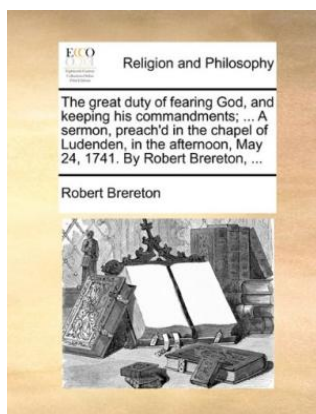 ECCO
Religion and Philosophy
The great duty of fearing God, and
keeping his commandments; ... A
sermon, preach'd in the chapel of
Ludenden, in the afternoon, May
24, 1741. By Robert Brereton, ...
Robert Brereton